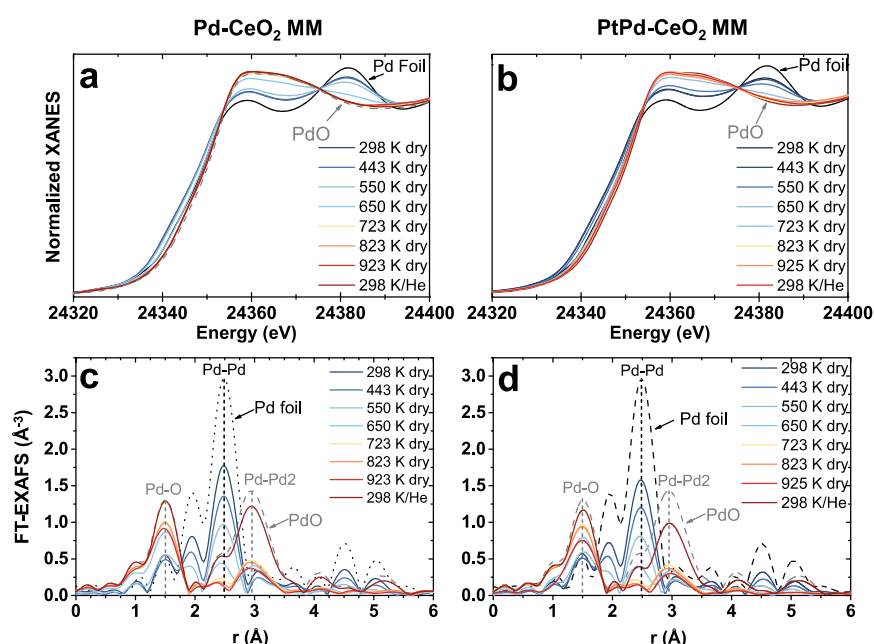 Pd-CeO₂ MM
PtPd-CeO₂ MM
a
Pd Foil
PdO
298 K dry
443 K dry
550 K dry
650 K dry
723 K dry
823 K dry
923 K dry
298 K/He
Normalized XANES
24320 24340 24360 24380 24400
Energy (eV)
b
Pd foil
PdO
298 K dry
443 K dry
550 K dry
650 K dry
723 K dry
823 K dry
925 K dry
298 K/He
24320 24340 24360 24380 24400
Energy (eV)
c
Pd-Pd
Pd foil
Pd-O
Pd-Pd2
PdO
298 K dry
443 K dry
550 K dry
650 K dry
723 K dry
823 K dry
923 K dry
298 K/He
FT-EXAFS (Å⁻³)
3.0
2.5
2.0
1.5
1.0
0.5
0.0
0 1 2 3 4 5 6
r (Å)
d
Pd-Pd
Pd foil
Pd-O
Pd-Pd2
PdO
298 K dry
443 K dry
550 K dry
650 K dry
723 K dry
823 K dry
925 K dry
298 K/He
3.0
2.5
2.0
1.5
1.0
0.5
0.0
0 1 2 3 4 5 6
r (Å)